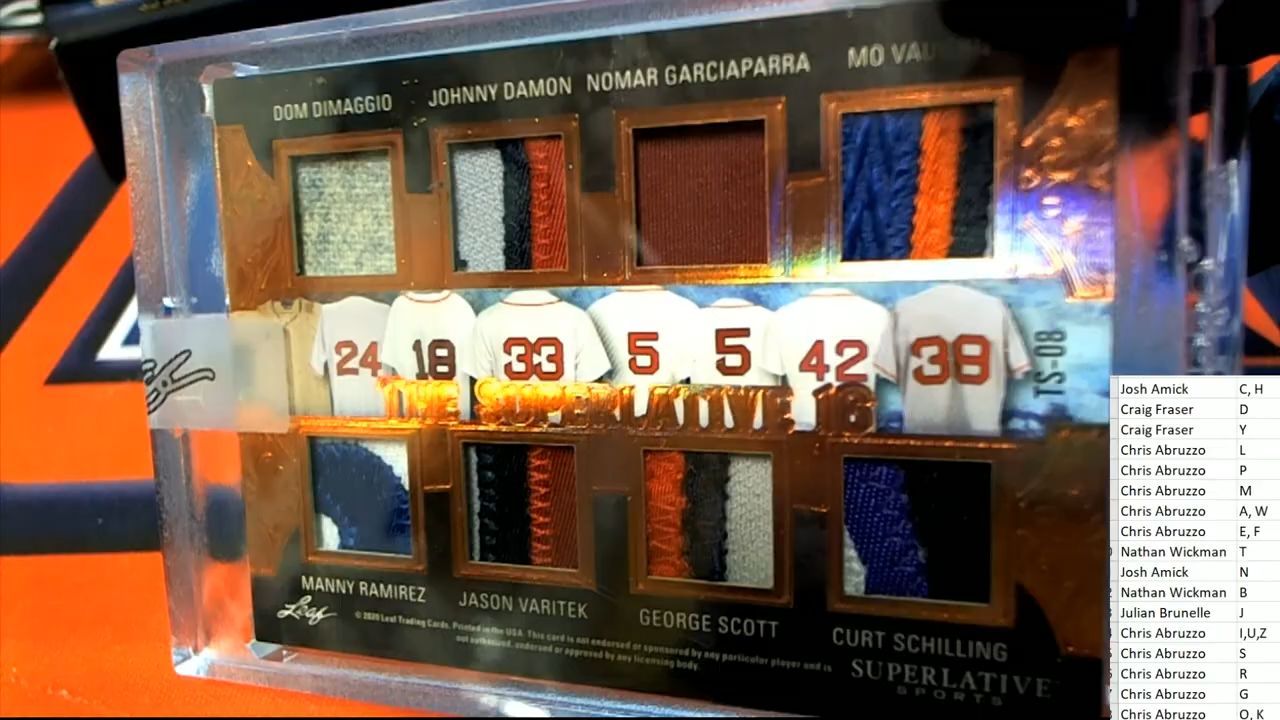 DOM DIMAGGIO JOHNNY DAMON NOMAR GARCIAPARRA MO
24 18 33 5 5 42 38
TS-08
THE SUPERLATIVE 16
MANNY RAMIREZ JASON VARITEK GEORGE SCOTT CURT SCHILLING
Leaf
© 2020 Leaf Trading Cards. Printed in the USA. This card is not endorsed or sponsored by any particular player and is
not authorized, endorsed or approved by any licensing body.
SUPERLATIVE
SPORTS
Josh Amick C, H
Craig Fraser D
Craig Fraser Y
Chris Abruzzo L
Chris Abruzzo P
Chris Abruzzo M
Chris Abruzzo A, W
Chris Abruzzo E, F
Nathan Wickman T
Josh Amick N
Nathan Wickman B
Julian Brunelle J
Chris Abruzzo I,U,Z
Chris Abruzzo S
Chris Abruzzo R
Chris Abruzzo G
Chris Abruzzo O, K